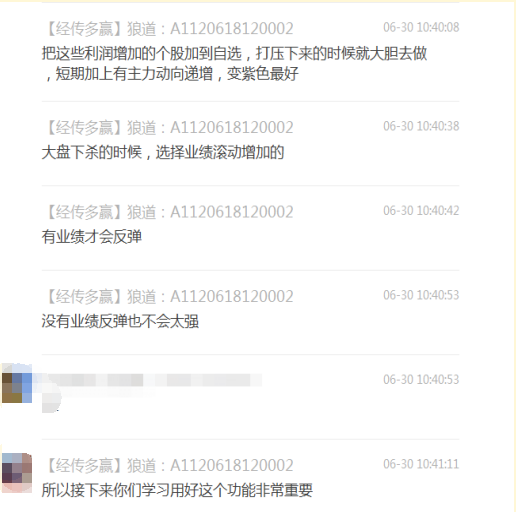 【经传多赢】狼道：A1120618120002 06-30 10:40:08
把这些利润增加的个股加到自选，打压下来的时候就大胆去做
，短期加上有主力动向递增，变紫色最好
【经传多赢】狼道：A1120618120002 06-30 10:40:38
大盘下杀的时候，选择业绩滚动增加的
【经传多赢】狼道：A1120618120002 06-30 10:40:42
有业绩才会反弹
【经传多赢】狼道：A1120618120002 06-30 10:40:53
没有业绩反弹也不会太强
06-30 10:40:53
【经传多赢】狼道：A1120618120002 06-30 10:41:11
所以接下来你们学习用好这个功能非常重要